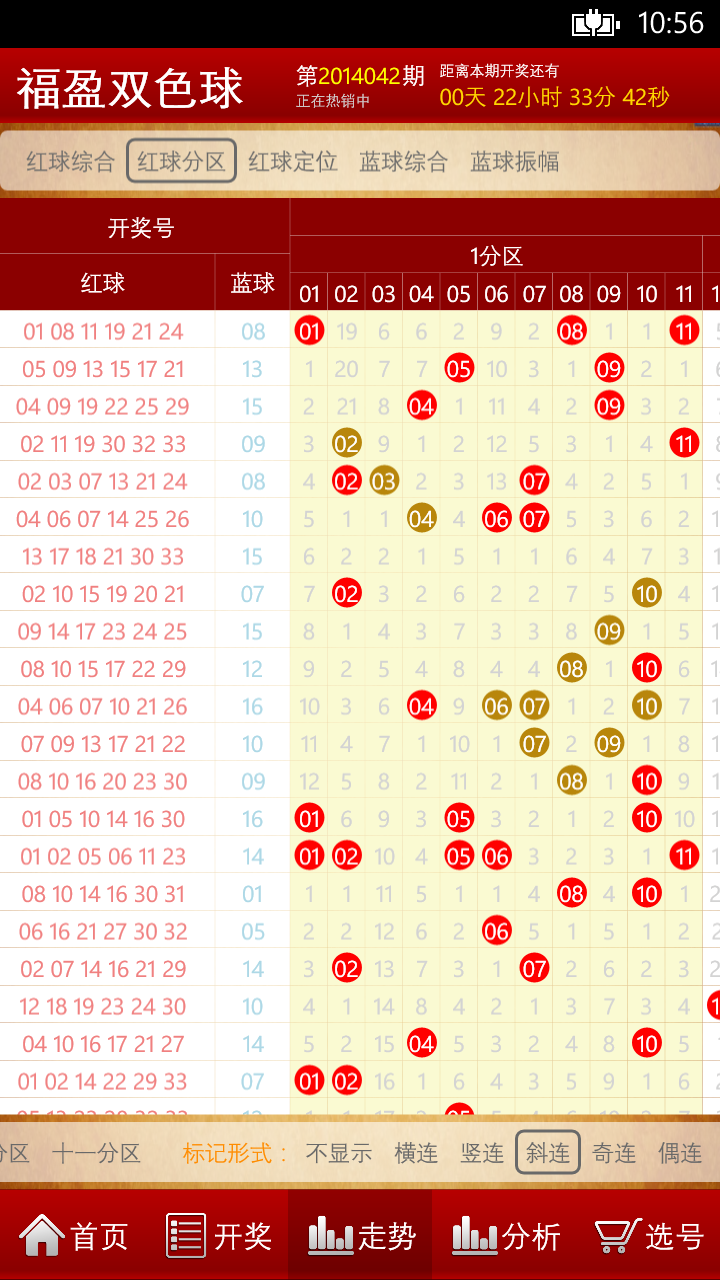 10:56
福盈双色球
第2014042期
正在热销中
距离本期开奖还有
00天 22小时 33分 42秒
红球综合 红球分区 红球定位 蓝球综合 蓝球振幅
开奖号
1分区
红球 蓝球 01 02 03 04 05 06 07 08 09 10 11
01 08 11 19 21 24 08 01 19 6 6 2 9 2 08 1 1 11
05 09 13 15 17 21 13 1 20 7 7 05 10 3 1 09 2 1
04 09 19 22 25 29 15 2 21 8 04 1 11 4 2 09 3 2
02 11 19 30 32 33 09 3 02 9 1 2 12 5 3 1 4 11
02 03 07 13 21 24 08 4 02 03 2 3 13 07 4 2 5 1
04 06 07 14 25 26 10 5 1 1 04 4 06 07 5 3 6 2
13 17 18 21 30 33 15 6 2 2 1 5 1 1 6 4 7 3
02 10 15 19 20 21 07 7 02 3 2 6 2 2 7 5 10 4
09 14 17 23 24 25 15 8 1 4 3 7 3 3 8 09 1 5
08 10 15 17 22 29 12 9 2 5 4 8 4 4 08 1 10 6
04 06 07 10 21 26 16 10 3 6 04 9 06 07 1 2 10 7
07 09 13 17 21 22 10 11 4 7 1 10 1 07 2 09 1 8
08 10 16 20 23 30 09 12 5 8 2 11 2 1 08 1 10 9
01 05 10 14 16 30 16 01 6 9 3 05 3 2 1 2 10 10
01 02 05 06 11 23 14 01 02 10 4 05 06 3 2 3 1 11
08 10 14 16 30 31 01 1 1 11 5 1 1 4 08 4 10 1
06 16 21 27 30 32 05 2 2 12 6 2 06 5 1 5 1 2
02 07 14 16 21 29 14 3 02 13 7 3 1 07 2 6 2 3
12 18 19 23 24 30 10 4 1 14 8 4 2 1 3 7 3 4
04 10 16 17 21 27 14 5 2 15 04 5 3 2 4 8 10 5
01 02 14 22 29 33 07 01 02 16 1 6 4 3 5 9 1 6
分区 十一分区 标记形式： 不显示 横连 竖连 斜连 奇连 偶连
首页 开奖 走势 分析 选号